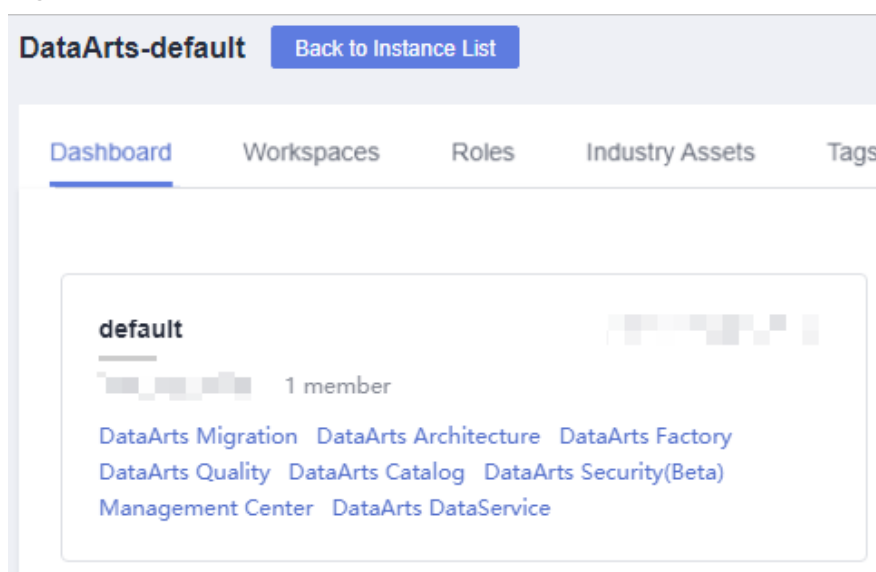 DataArts-default Back to Instance List
Dashboard Workspaces Roles Industry Assets Tags
default
1 member
DataArts Migration DataArts Architecture DataArts Factory
DataArts Quality DataArts Catalog DataArts Security(Beta)
Management Center DataArts DataService